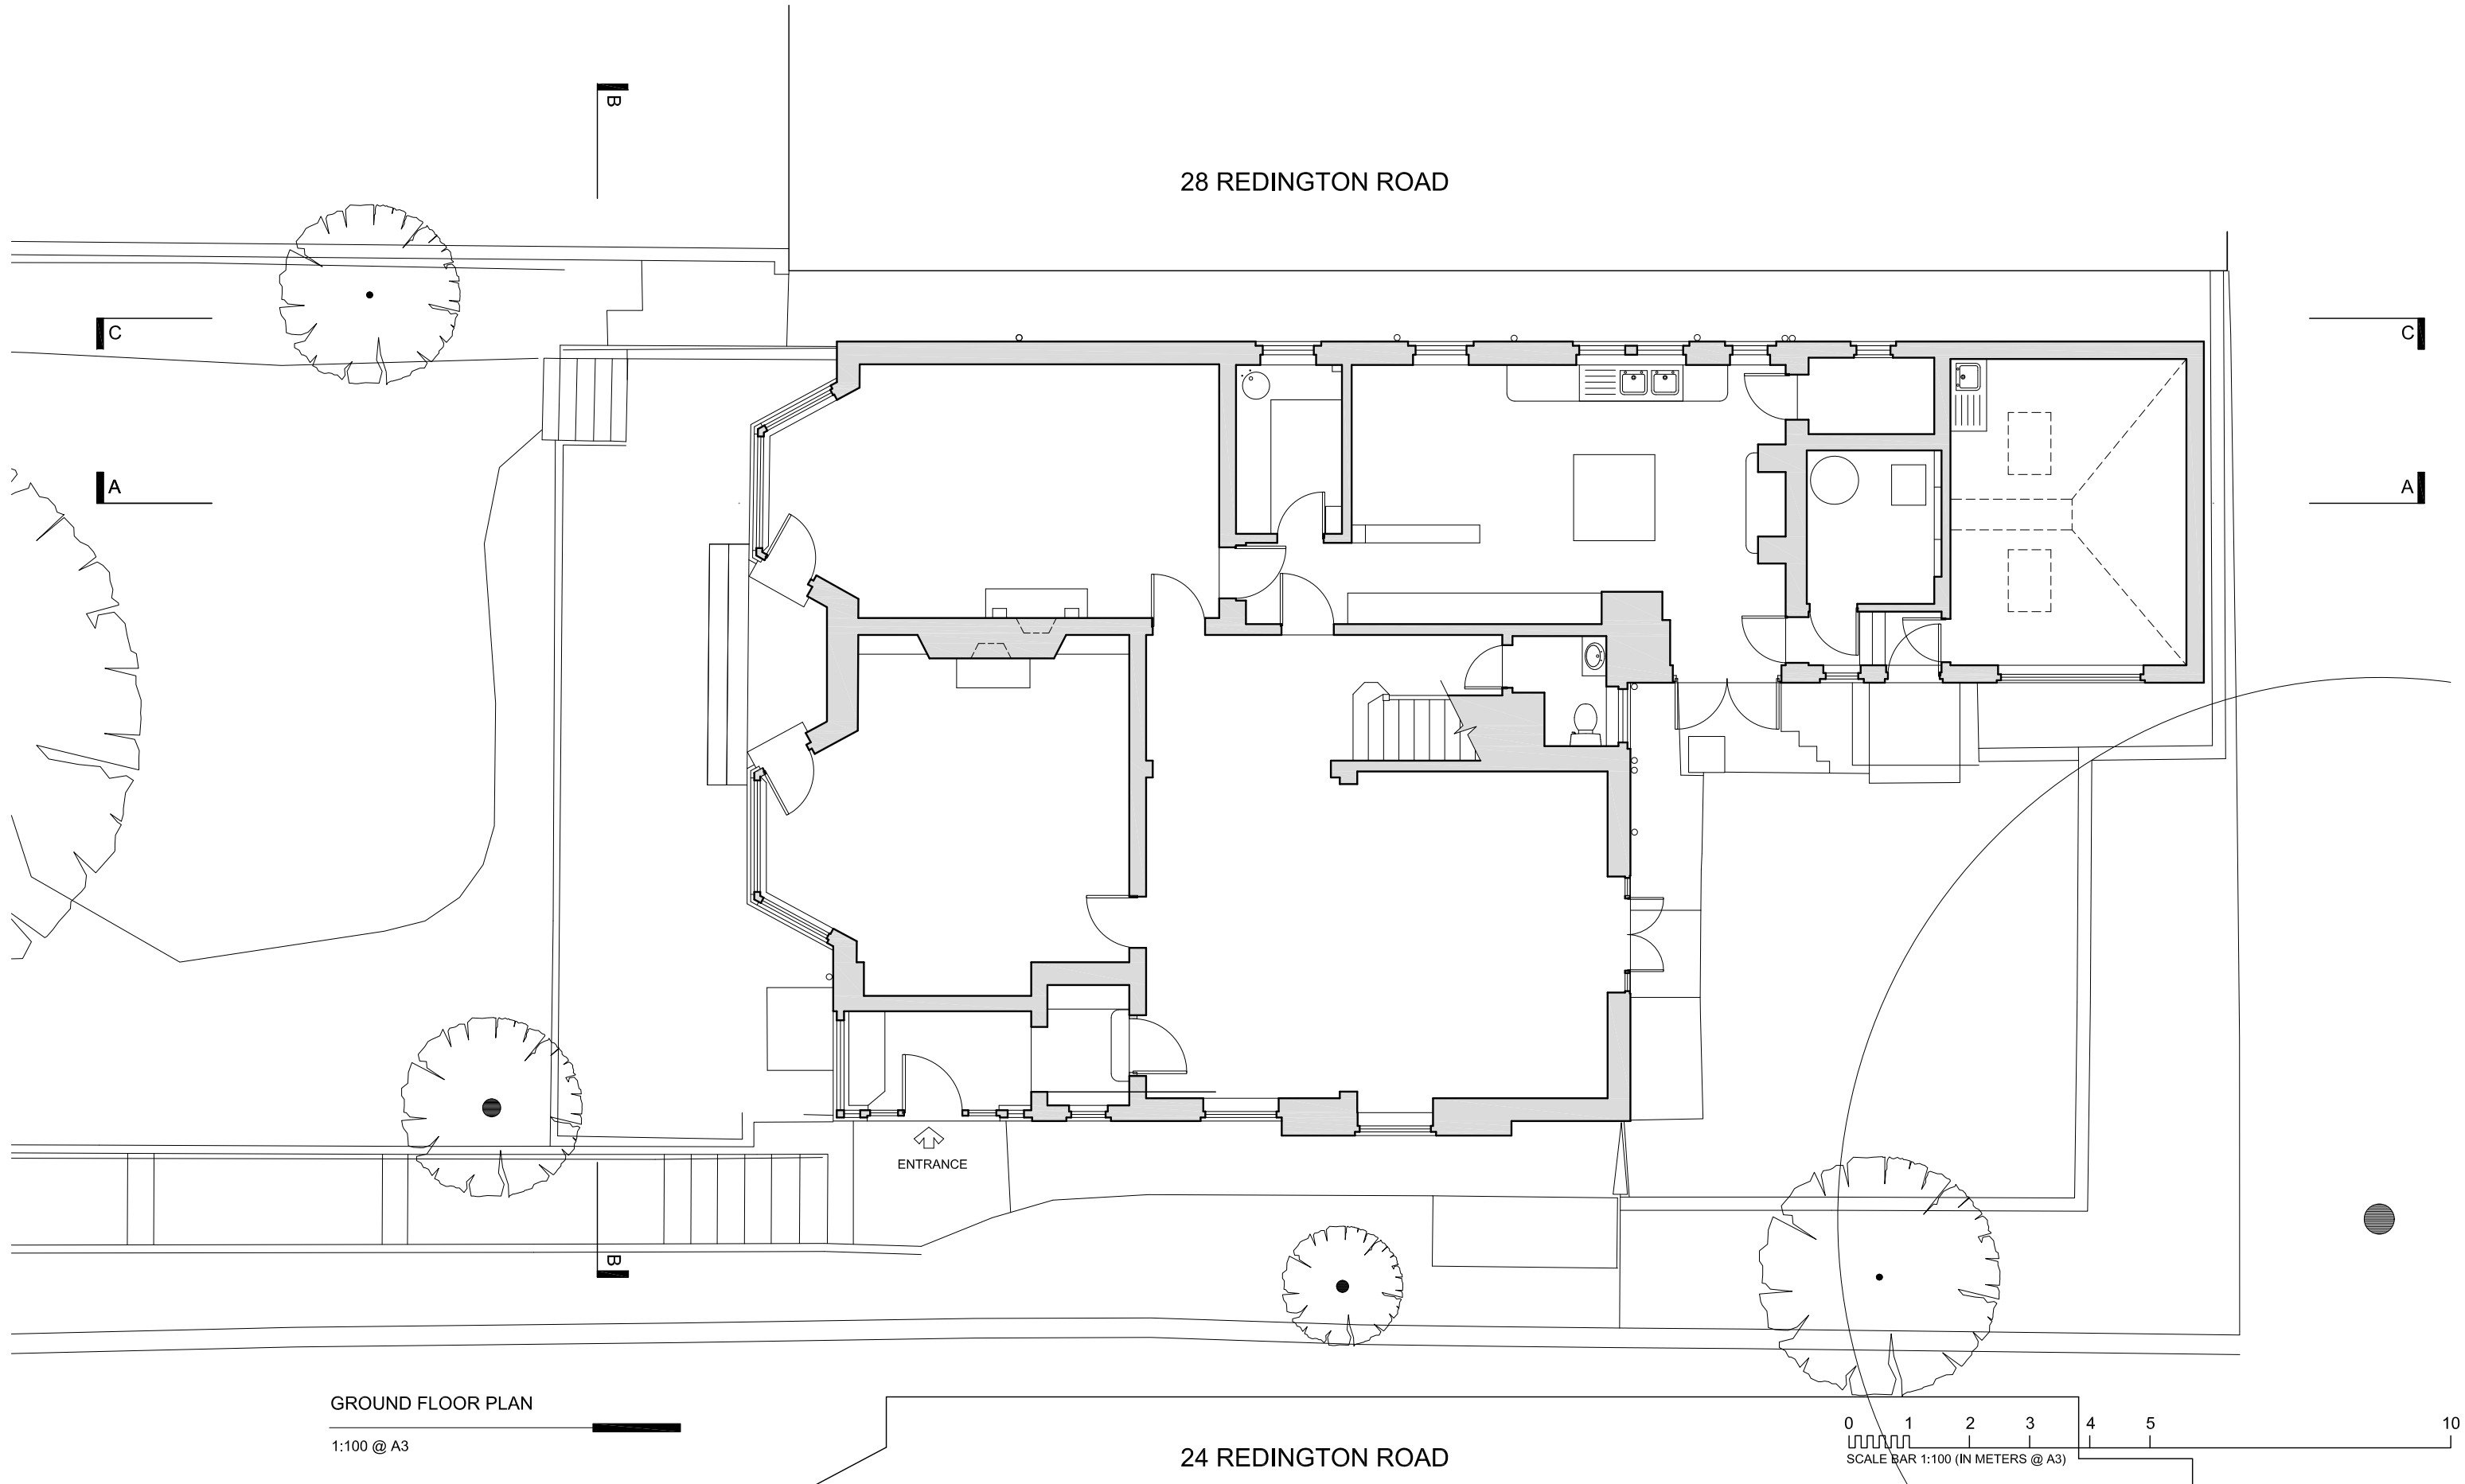 B
28 REDINGTON ROAD
C
C
A
A
ENTRANCE
B
GROUND FLOOR PLAN
1:100 @ A3
24 REDINGTON ROAD
0 1 2 3 4 5 10
SCALE BAR 1:100 (IN METERS @ A3)